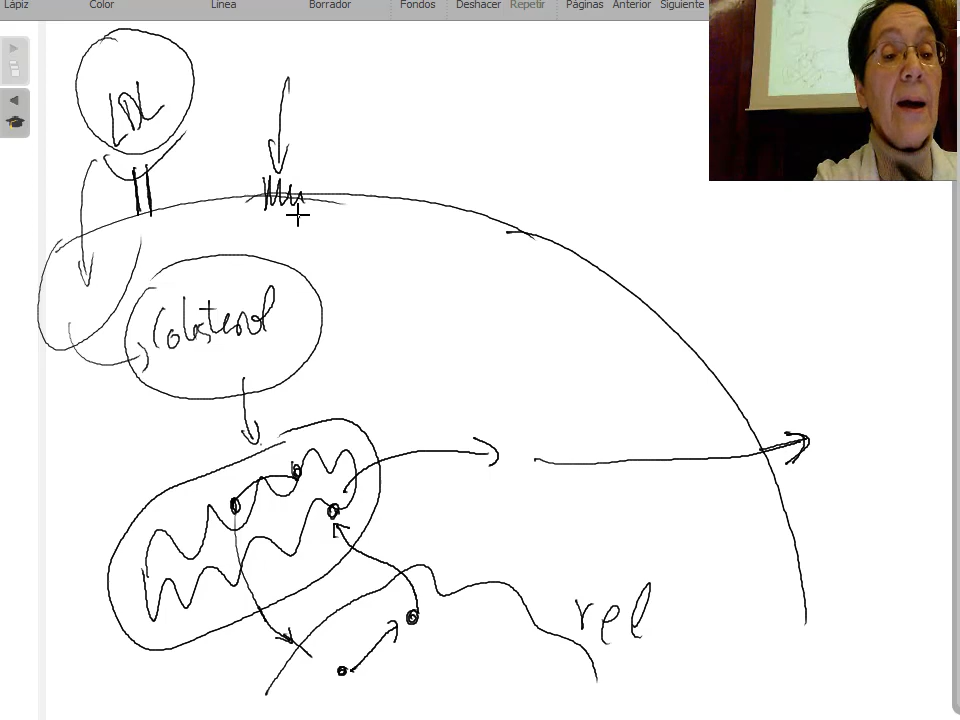 Lápiz Color Línea Borrador Fondos Deshacer Repetir Páginas Anterior Siguiente
LDL
Colesterol
rel